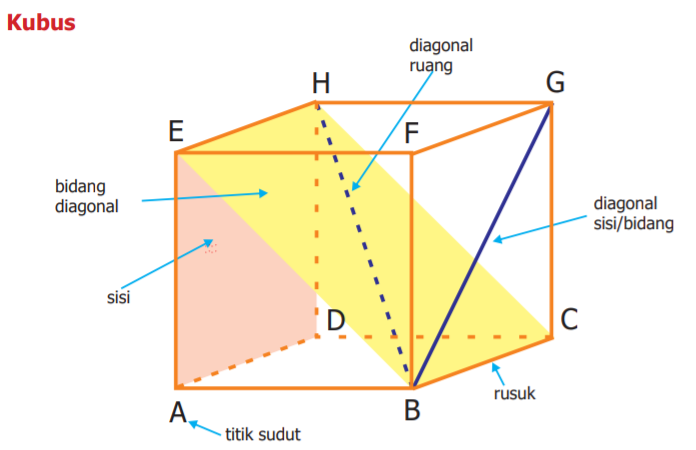 Kubus
diagonal
ruang
H
G
E
F
bidang
diagonal
diagonal
sisi/bidang
sisi
D
C
rusuk
A
B
titik sudut